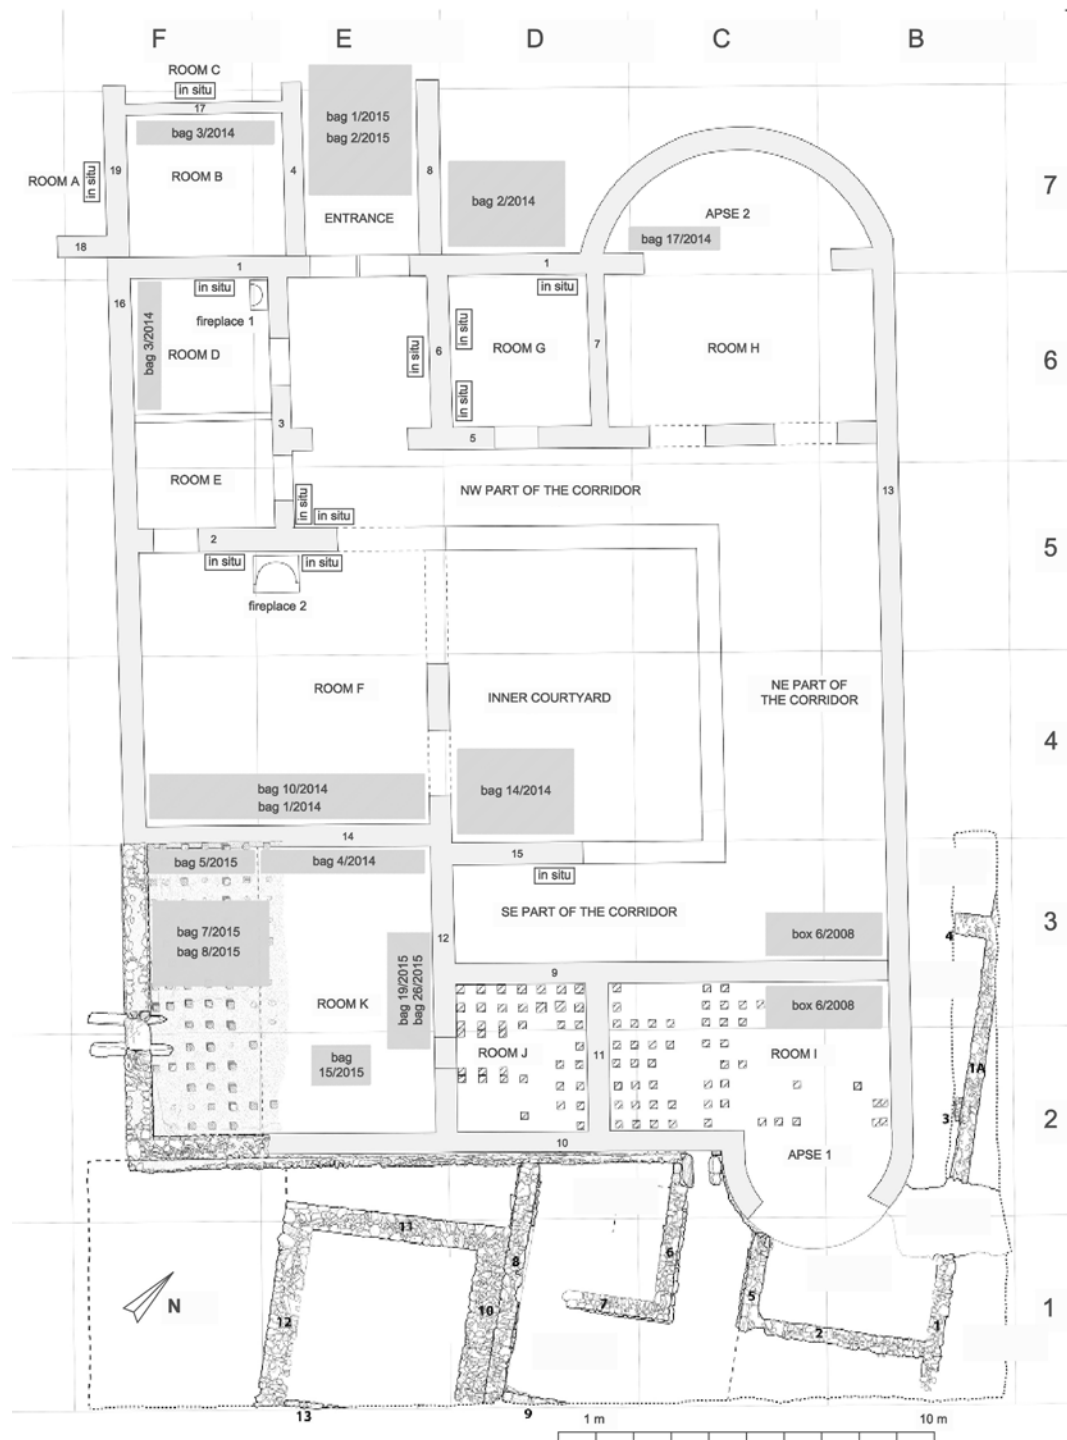 F E D C B
ROOM C
in situ
17
bag 3/2014
bag 1/2015
bag 2/2015
ROOM A
in situ
19
ROOM B
4
8
bag 2/2014
7
APSE 2
ENTRANCE
bag 17/2014
18
1
1
16
in situ
in situ
fireplace 1
bag 3/2014
ROOM D
in situ
6
in situ
in situ
ROOM G
7
ROOM H
6
3
5
ROOM E
in situ
in situ
NW PART OF THE CORRIDOR
13
2
in situ
in situ
fireplace 2
5
ROOM F
INNER COURTYARD
NE PART OF
THE CORRIDOR
4
bag 10/2014
bag 1/2014
bag 14/2014
14
15
bag 5/2015
bag 4/2014
in situ
bag 7/2015
bag 8/2015
SE PART OF THE CORRIDOR
box 6/2008
3
4
12
9
bag 19/2015
bag 26/2015
ROOM K
box 6/2008
ROOM J
11
ROOM I
bag
15/2015
1A
3
2
10
APSE 1
11
8
6
5
7
10
12
2
1
1
N
13
9
1 m
10 m